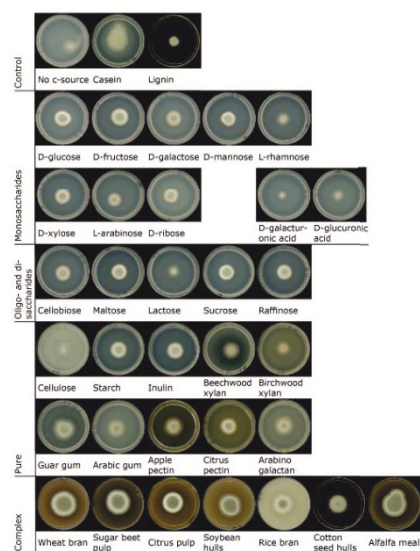 Control
No c-source Casein Lignin
D-glucose D-fructose D-galactose D-mannose L-rhamnose
Monosaccharides
D-xylose L-arabinose D-ribose D-galactur-
onic acid D-glucuronic
acid
Oligo- and di-
saccharides
Cellobiose Maltose Lactose Sucrose Raffinose
Cellulose Starch Inulin Beechwood
xylan Birchwood
xylan
Pure
Guar gum Arabic gum Apple
pectin Citrus
pectin Arabino
galactan
Complex
Wheat bran Sugar beet
pulp Citrus pulp Soybean
hulls Rice bran Cotton
seed hulls Alfalfa meal